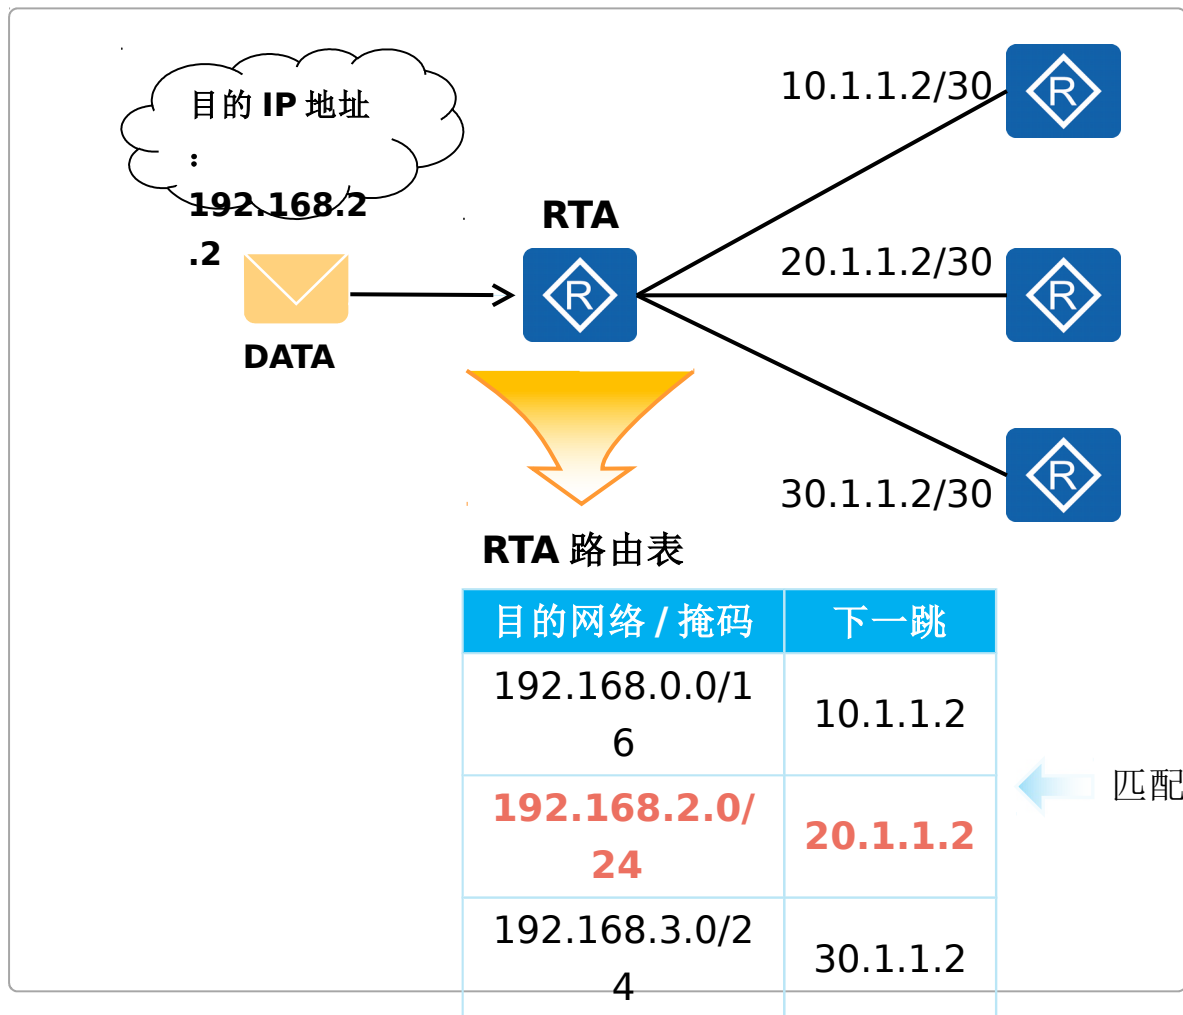 目的 IP 地址
：
192.168.2
.2
DATA
RTA
10.1.1.2/30
20.1.1.2/30
30.1.1.2/30
R
R
R
R
RTA 路由表
目的网络 / 掩码 下一跳
192.168.0.0/1
6
10.1.1.2
192.168.2.0/
24
20.1.1.2
匹配
192.168.3.0/2
4
30.1.1.2